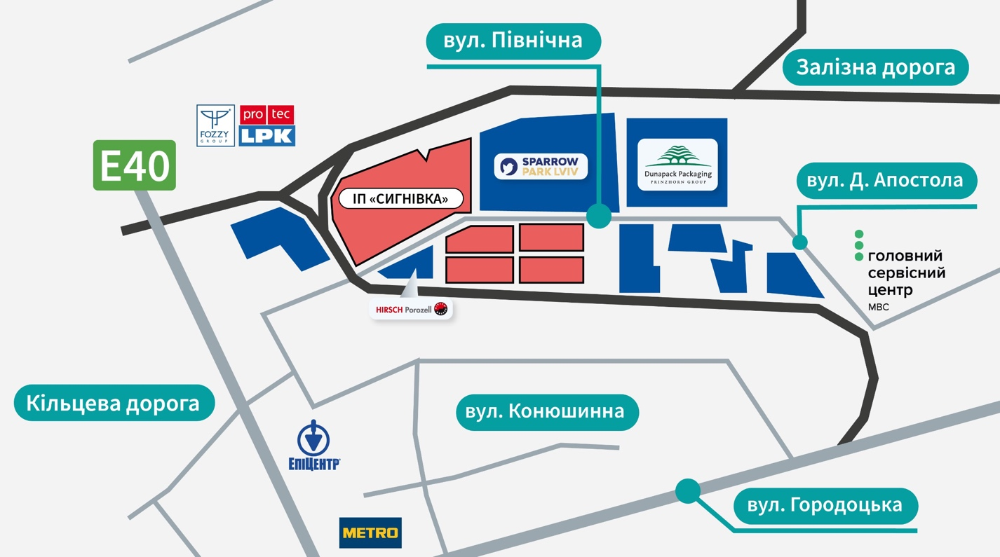 вул. Північна
Залізна дорога
FOZZY
GROUP
pro tec
LPK
E40
SPARROW
PARK LVIV
Dunapack Packaging
PRINZHORN GROUP
вул. Д. Апостола
ІП «СИГНІВКА»
головний
сервісний
центр
МВС
HIRSCH Porozell
Кільцева дорога
вул. Конюшинна
ЕПІЦЕНТР
вул. Городоцька
METRO